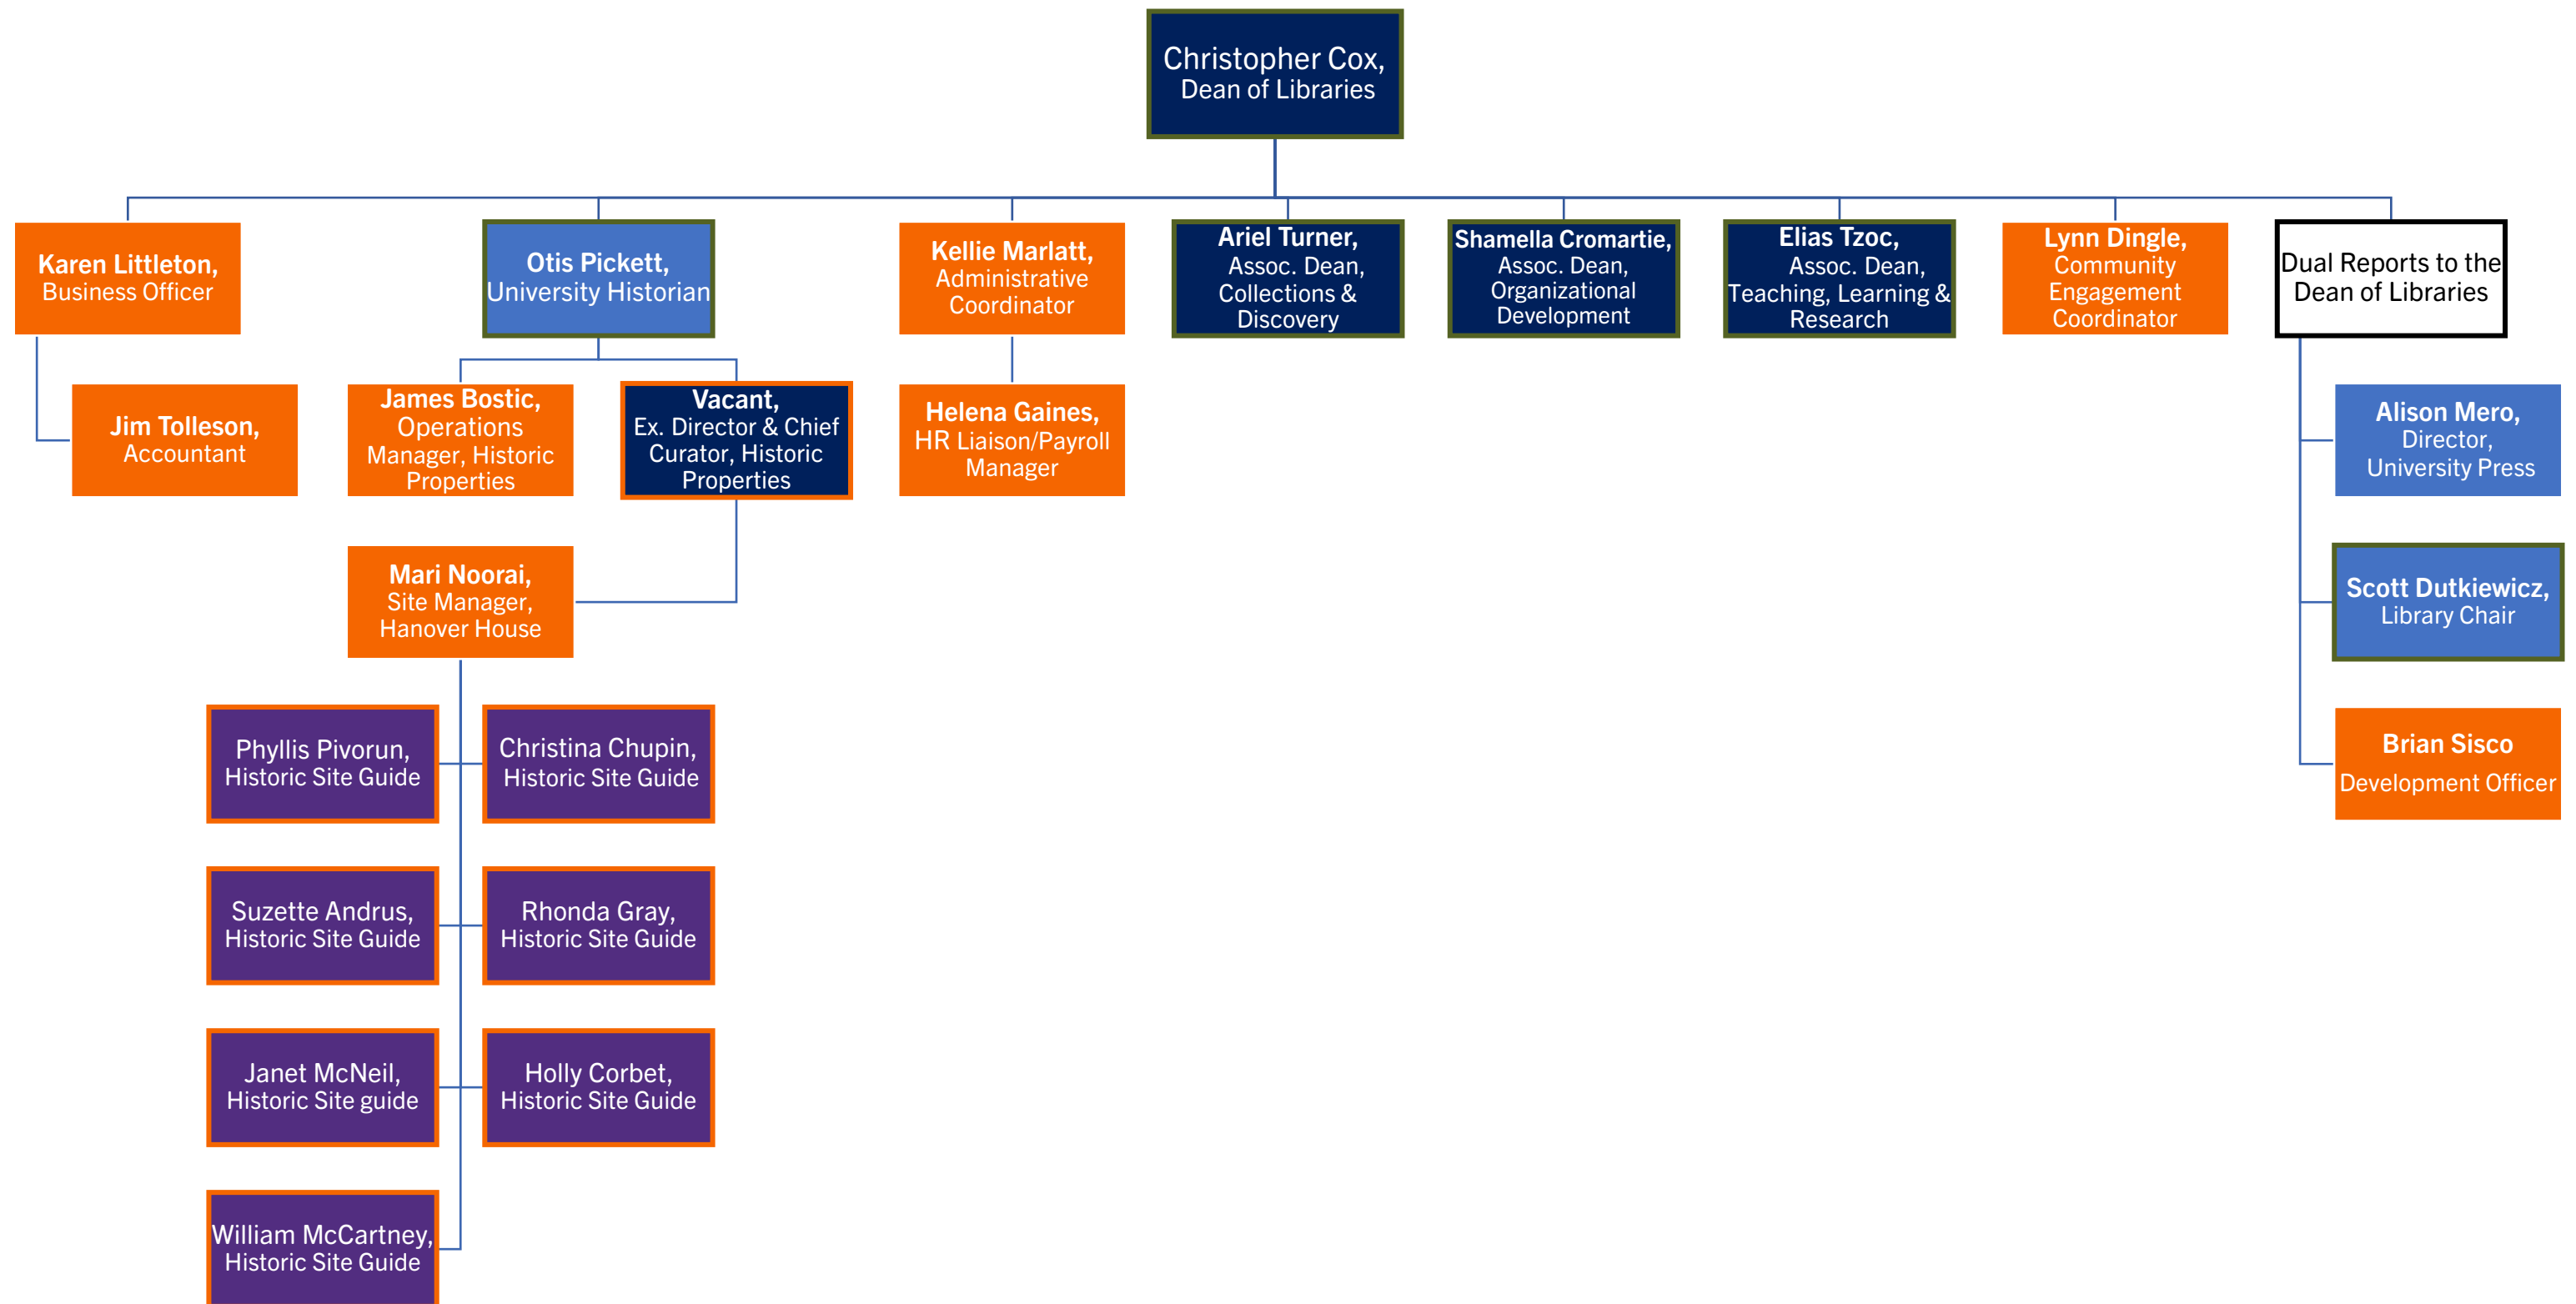 Christopher Cox,
Dean of Libraries
Karen Littleton,
Business Officer
Otis Pickett,
University Historian
Kellie Marlatt,
Administrative
Coordinator
Ariel Turner,
Assoc. Dean,
Collections &
Discovery
Shamella Cromartie,
Assoc. Dean,
Organizational
Development
Elias Tzoc,
Assoc. Dean,
Teaching, Learning &
Research
Lynn Dingle,
Community
Engagement
Coordinator
Dual Reports to the
Dean of Libraries
Jim Tolleson,
Accountant
James Bostic,
Operations
Manager, Historic
Properties
Vacant,
Ex. Director & Chief
Curator, Historic
Properties
Helena Gaines,
HR Liaison/Payroll
Manager
Alison Mero,
Director,
University Press
Mari Noorai,
Site Manager,
Hanover House
Scott Dutkiewicz,
Library Chair
Phyllis Pivorun,
Historic Site Guide
Christina Chupin,
Historic Site Guide
Brian Sisco
Development Officer
Suzette Andrus,
Historic Site Guide
Rhonda Gray,
Historic Site Guide
Janet McNeil,
Historic Site guide
Holly Corbet,
Historic Site Guide
William McCartney,
Historic Site Guide